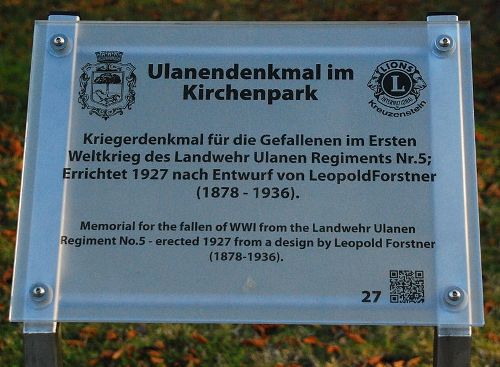 Ulanendenkmal im
Kirchenpark
LIONS
L
INTERNATIONAL
Kreuzenstein
Kriegerdenkmal für die Gefallenen im Ersten
Weltkrieg des Landwehr Ulanen Regiments Nr.5;
Errichtet 1927 nach Entwurf von LeopoldForstner
(1878 - 1936).
Memorial for the fallen of WWI from the Landwehr Ulanen
Regiment No.5 - erected 1927 from a design by Leopold Forstner
(1878-1936).
27